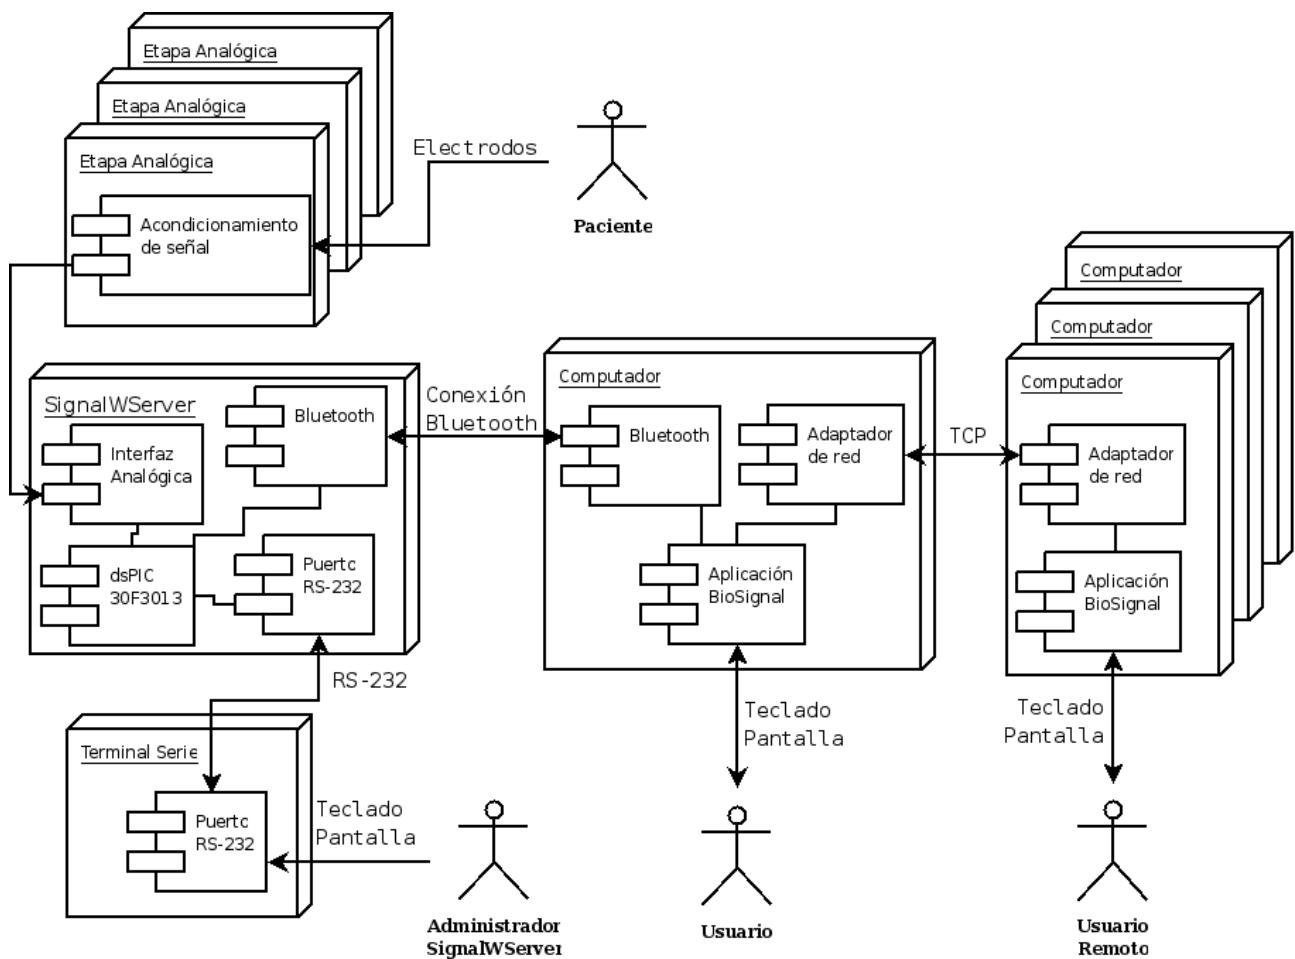 Etapa Analógica
Etapa Analógica
Etapa Analógica
Acondicionamiento
de señal
Electrodos
Paciente
Computador
Computador
Computador
Adaptador
de red
Aplicación
BioSignal
SignalWServer
Bluetooth
Interfaz
Analógica
dsPIC
30F3013
Puerto
RS-232
Conexión
Bluetooth
Computador
Bluetooth
Adaptador
de red
Aplicación
BioSignal
TCP
RS-232
Terminal Serie
Puerto
RS-232
Teclado
Pantalla
Teclado
Pantalla
Teclado
Pantalla
Administrador
SignalWServer
Usuario
Usuario
Remoto